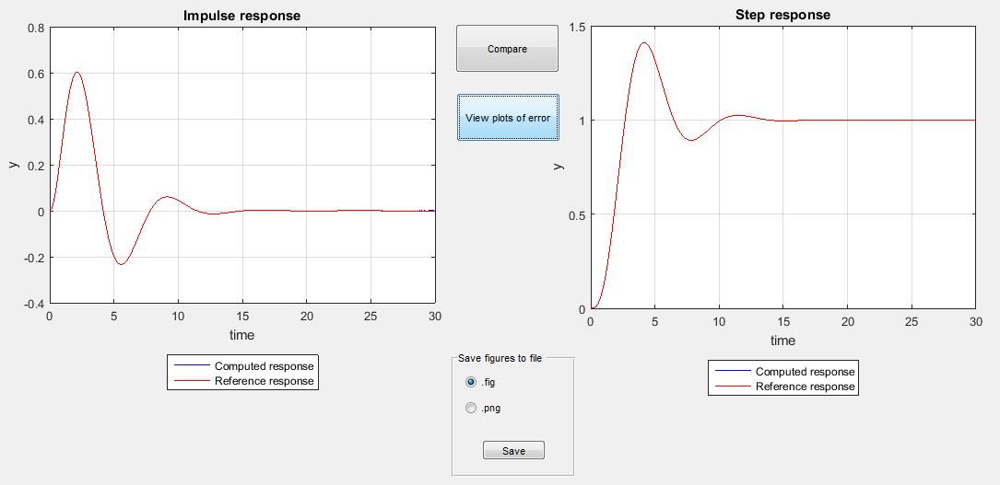 Impulse response
0.8
0.6
0.4
0.2
0
-0.2
-0.4
y
0 5 10 15 20 25 30
time
Computed response
Reference response
Compare
View plots of error
Save figures to file
.fig
.png
Save
Step response
1.5
1
0.5
0
y
0 5 10 15 20 25 30
time
Computed response
Reference response